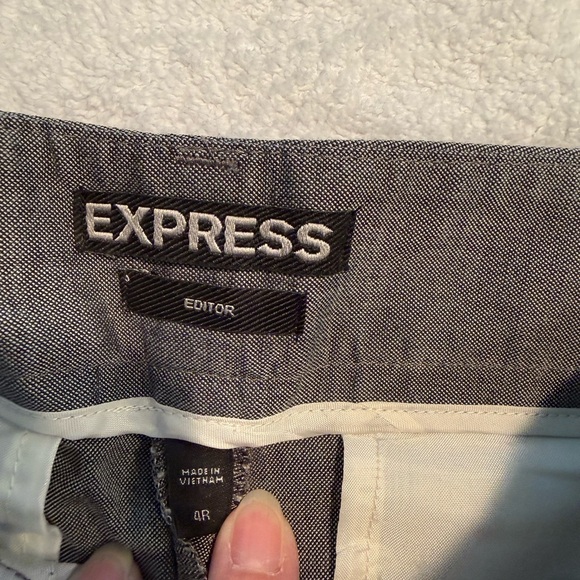 EXPRESS
EDITOR
MADE IN
VIETNAM
4R